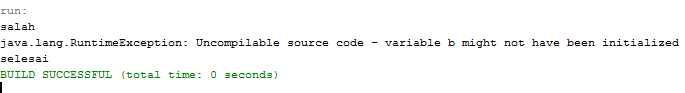 run:
salah
java.lang.RuntimeException: Uncompilable source code - variable b might not have been initialized
selesai
BUILD SUCCESSFUL (total time: 0 seconds)